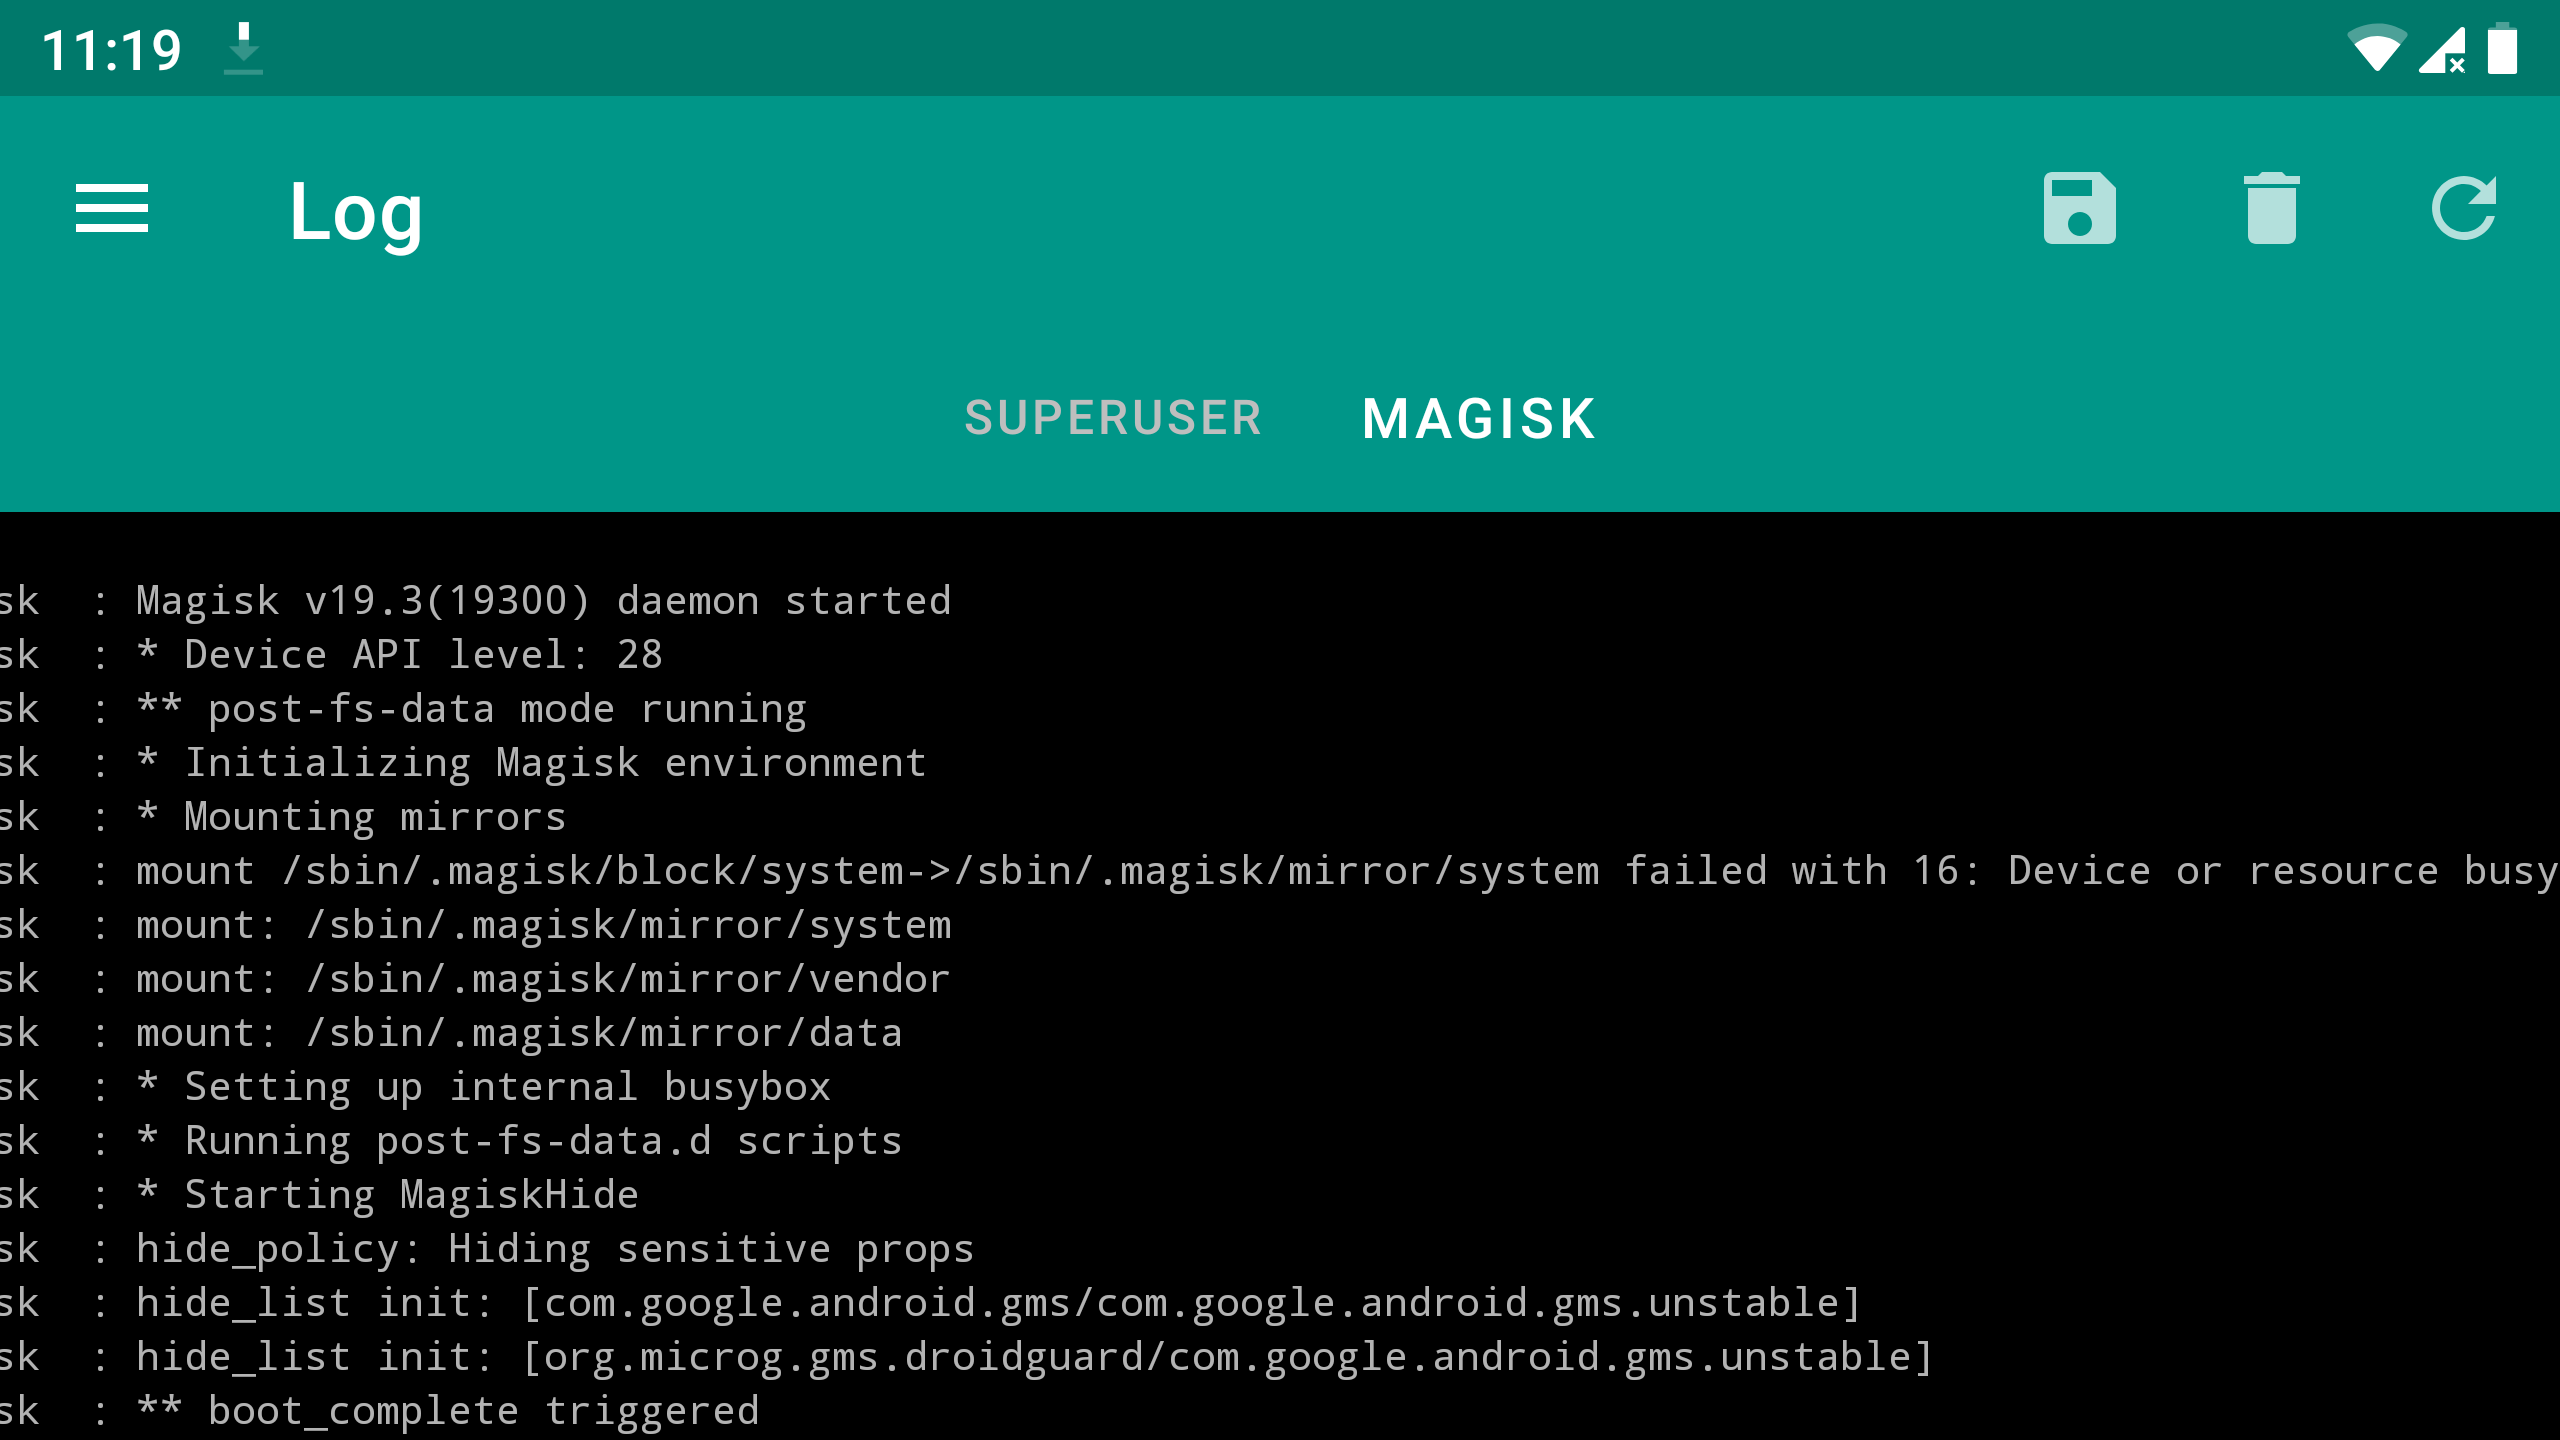 11:19
Log
SUPERUSER MAGISK
sk : Magisk v19.3(19300) daemon started
sk : * Device API level: 28
sk : ** post-fs-data mode running
sk : * Initializing Magisk environment
sk : * Mounting mirrors
sk : mount /sbin/.magisk/block/system->/sbin/.magisk/mirror/system failed with 16: Device or resource busy
sk : mount: /sbin/.magisk/mirror/system
sk : mount: /sbin/.magisk/mirror/vendor
sk : mount: /sbin/.magisk/mirror/data
sk : * Setting up internal busybox
sk : * Running post-fs-data.d scripts
sk : * Starting MagiskHide
sk : hide_policy: Hiding sensitive props
sk : hide_list init: [com.google.android.gms/com.google.android.gms.unstable]
sk : hide_list init: [org.microg.gms.droidguard/com.google.android.gms.unstable]
sk : ** boot_complete triggered